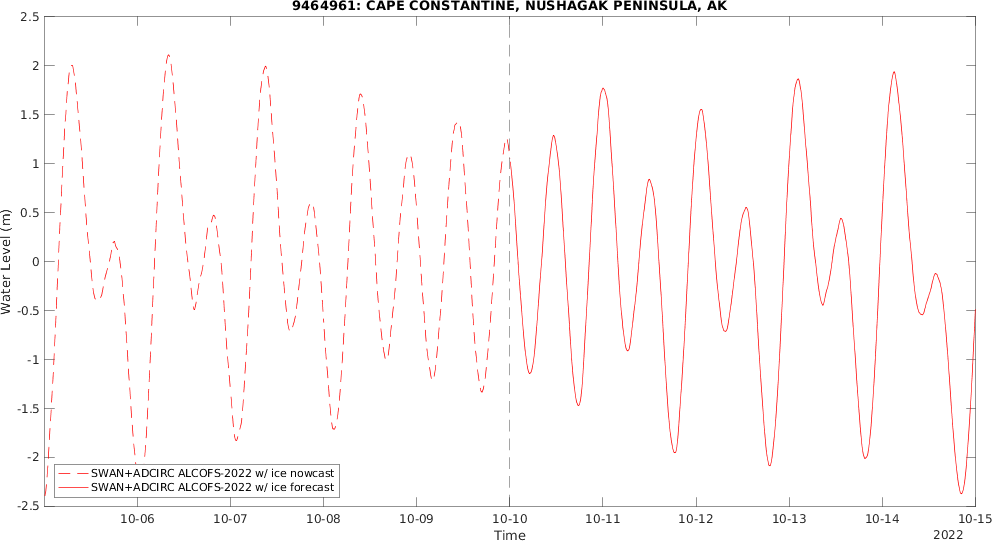 9464961: CAPE CONSTANTINE, NUSHAGAK PENINSULA, AK
2.5
2
1.5
1
0.5
0
-0.5
-1
-1.5
-2
-2.5
Water Level (m)
SWAN+ADCIRC ALCOFS-2022 w/ ice nowcast
SWAN+ADCIRC ALCOFS-2022 w/ ice forecast
10-06 10-07 10-08 10-09 10-10 10-11 10-12 10-13 10-14 10-15
Time
2022